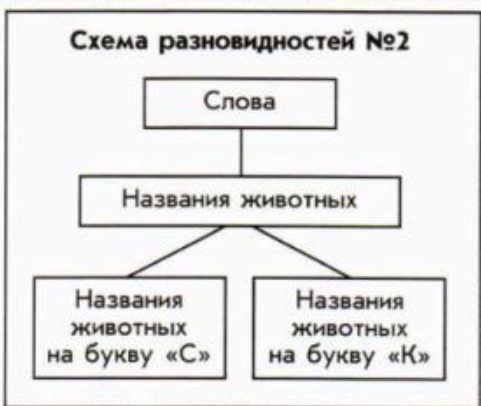 Схема разновидностей №2
Слова
Названия животных
Названия
животных
на букву «С»
Названия
животных
на букву «К»